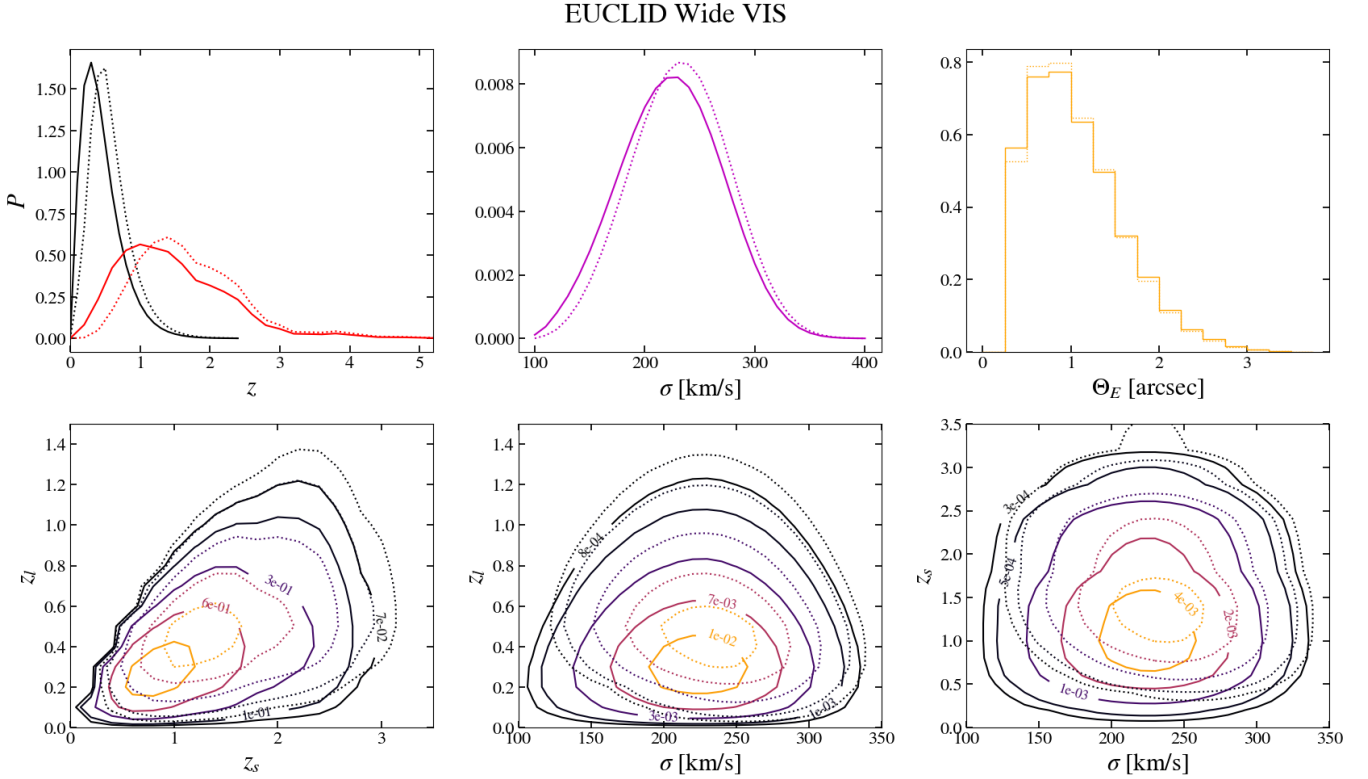 EUCLID Wide VIS
P
1.50
1.25
1.00
0.75
0.50
0.25
0.00
0 1 2 3 4 5
z
0.008
0.006
0.004
0.002
0.000
100 200 300 400
σ [km/s]
0.8
0.6
0.4
0.2
0.0
0 1 2 3
Θ_E [arcsec]
z_l
1.4
1.2
1.0
0.8
0.6
0.4
0.2
0.0
3e-01
6e-01
7e-02
1e-01
0 1 2 3
z_s
z_l
1.4
1.2
1.0
0.8
0.6
0.4
0.2
0.0
8e-04
7e-03
1e-02
3e-03
1e-03
100 150 200 250 300 350
σ [km/s]
z_s
3.5
3.0
2.5
2.0
1.5
1.0
0.5
0.0
3e-04
5e-04
4e-03
2e-03
1e-03
100 150 200 250 300 350
σ [km/s]